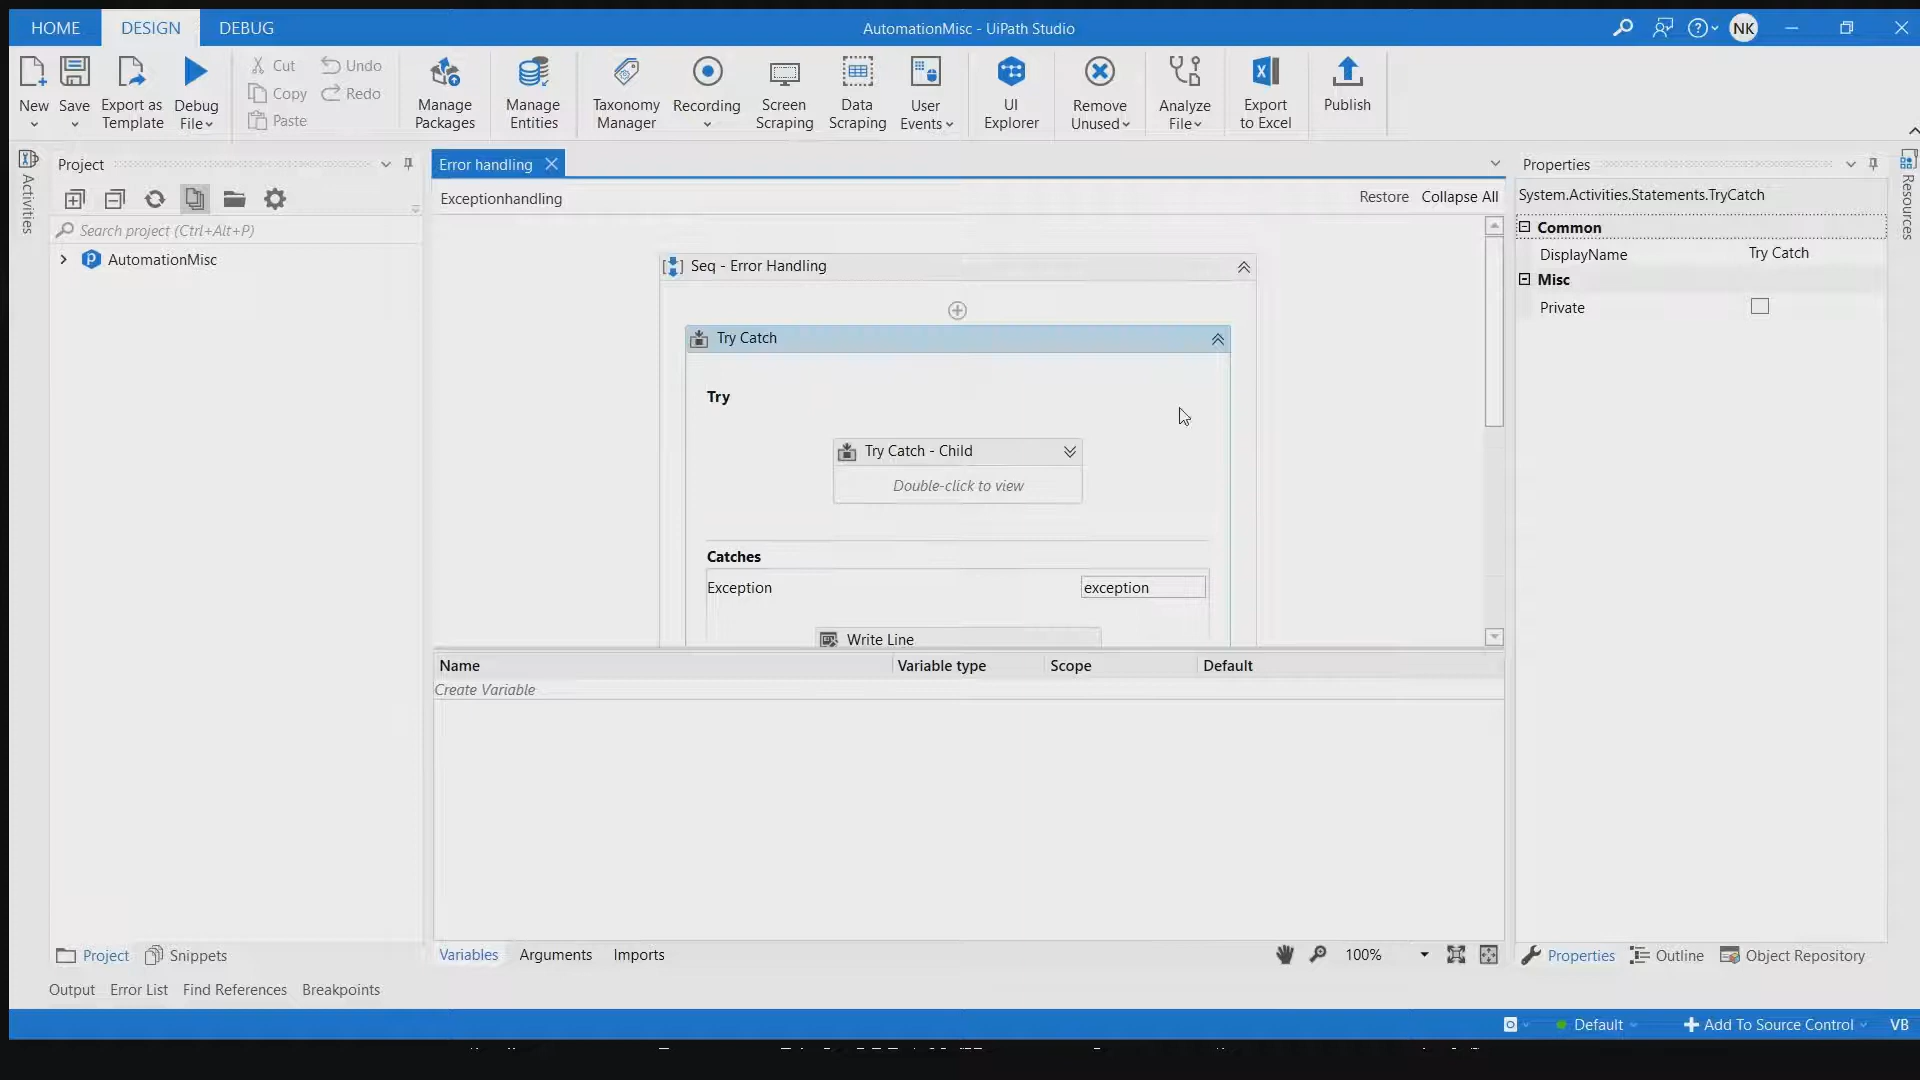 HOME DESIGN DEBUG AutomationMisc - UiPath Studio NK
New Save Export as Template Debug File Cut Copy Paste Undo Redo Manage Packages Manage Entities Taxonomy Manager Recording Screen Scraping Data Scraping User Events UI Explorer Remove Unused Analyze File Export to Excel Publish
Activities
Project
Search project (Ctrl+Alt+P)
AutomationMisc
Error handling
Exceptionhandling Restore Collapse All
Seq - Error Handling
Try Catch
Try
Try Catch - Child
Double-click to view
Catches
Exception exception
Write Line
Name Variable type Scope Default
Create Variable
Properties
Resources
System.Activities.Statements.TryCatch
Common
DisplayName Try Catch
Misc
Private
Project Snippets
Variables Arguments Imports 100%
Properties Outline Object Repository
Output Error List Find References Breakpoints
Default Add To Source Control VB